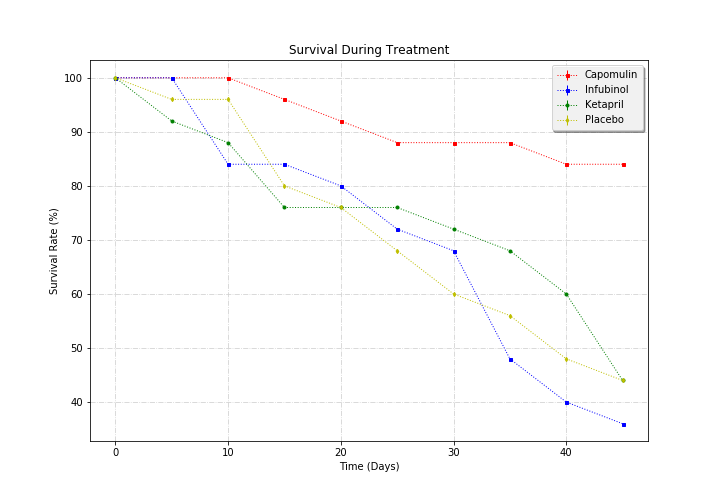 Survival During Treatment
Capomulin
Infubinol
Ketapril
Placebo
100
90
80
70
60
50
40
Survival Rate (%)
0 10 20 30 40
Time (Days)